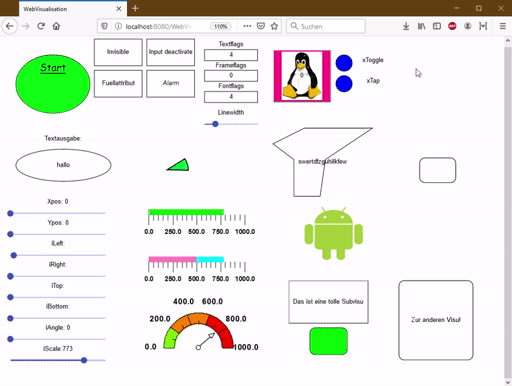 WebVisualisation
localhost:8080/WebVi
110%
Suchen
Start
Invisible
Input deactivate
Fuellattribut
Alarm
Textflags
4
Frameflags
0
Fontflags
4
Linewidth
0
xToggle
xTap
Textausgabe:
hallo
swertdtzguhilkfew
Xpos: 0
Ypos: 0
iLeft:
iRight:
iTop:
iBottom:
iAngle: 0
iScale:773
0.0 250.0 500.0 750.0 1000.0
0.0 250.0 500.0 750.0 1000.0
0.0 200.0 400.0 600.0 800.0 1000.0
Das ist eine tolle Subvisu
Zur anderen Visu!